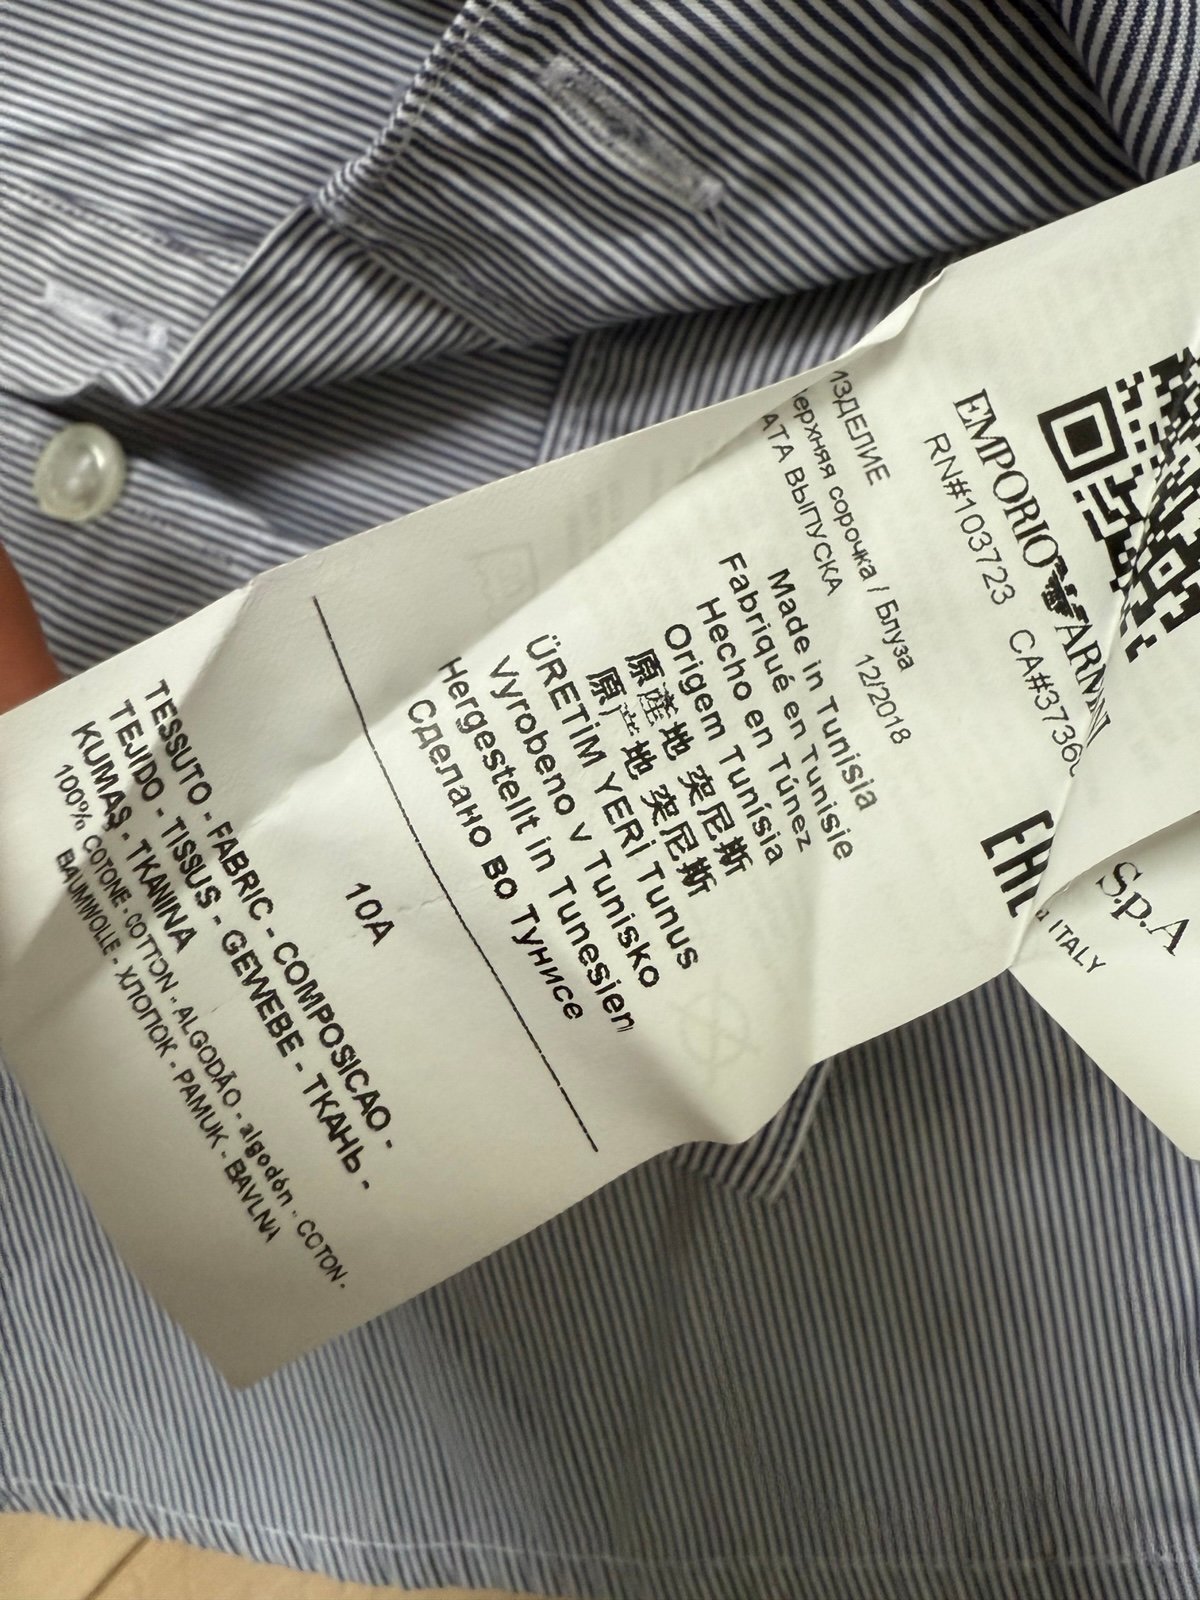 EMPORIO ARMANI
RN#103723 CA#3736
EAC
ИЗДЕЛИЕ
верхняя сорочка / Блуза
АТА ВЫПУСКА 12/2018
Made in Tunisia
Fabriqué en Tunisie
Hecho en Túnez
Origem Tunísia
原產地 突尼斯
原产地 突尼斯
ÜRETİM YERİ Tunus
Vyrobeno v Tunisko
Hergestellt in Tunesien
Сделано во Тунисе
10A
TESSUTO - FABRIC - COMPOSICAO -
TEJIDO - TISSUS - GEWEBE - ТКАНЬ -
KUMAS - TKANINA
100% COTONE - COTTON - ALGODÃO - algodón - COTON -
BAUMWOLLE - ХЛОПОК - PAMUK - BAVLNA
S.p.A
ITALY